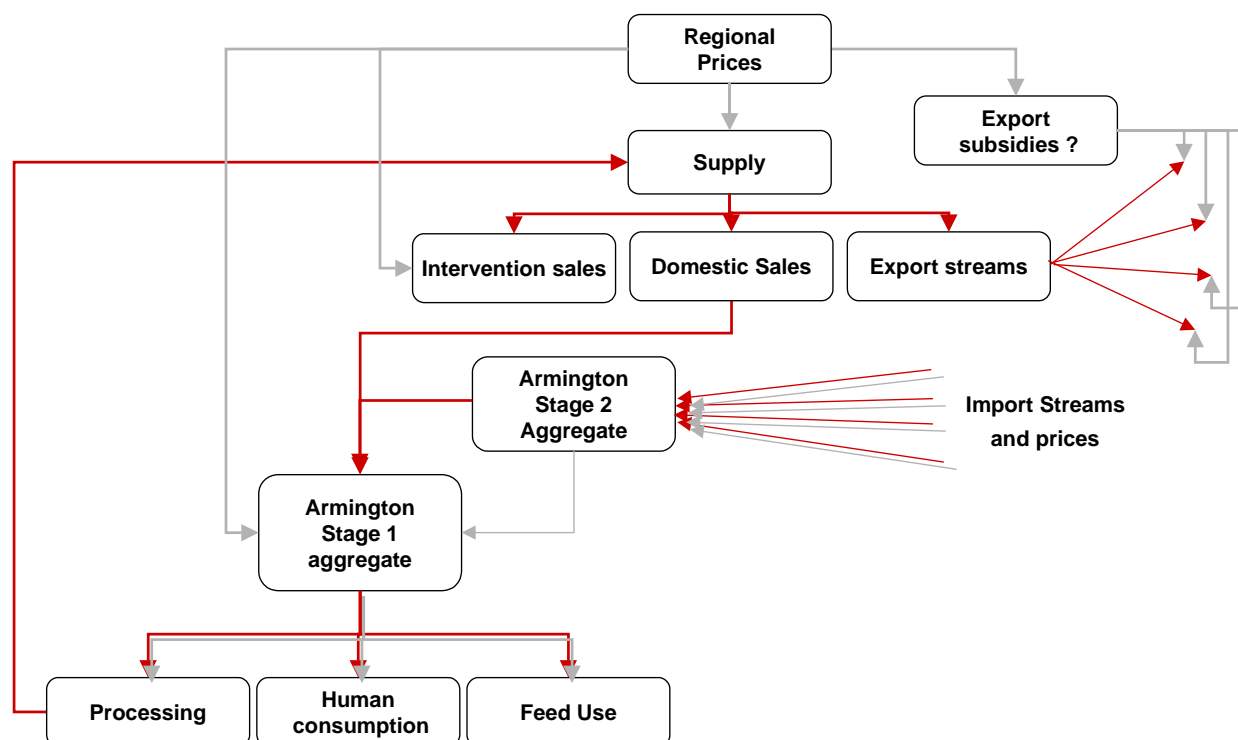 Regional
Prices
Export
subsidies ?
Supply
Intervention sales
Domestic Sales
Export streams
Armington
Stage 2
Aggregate
Import Streams
and prices
Armington
Stage 1
aggregate
Processing
Human
consumption
Feed Use